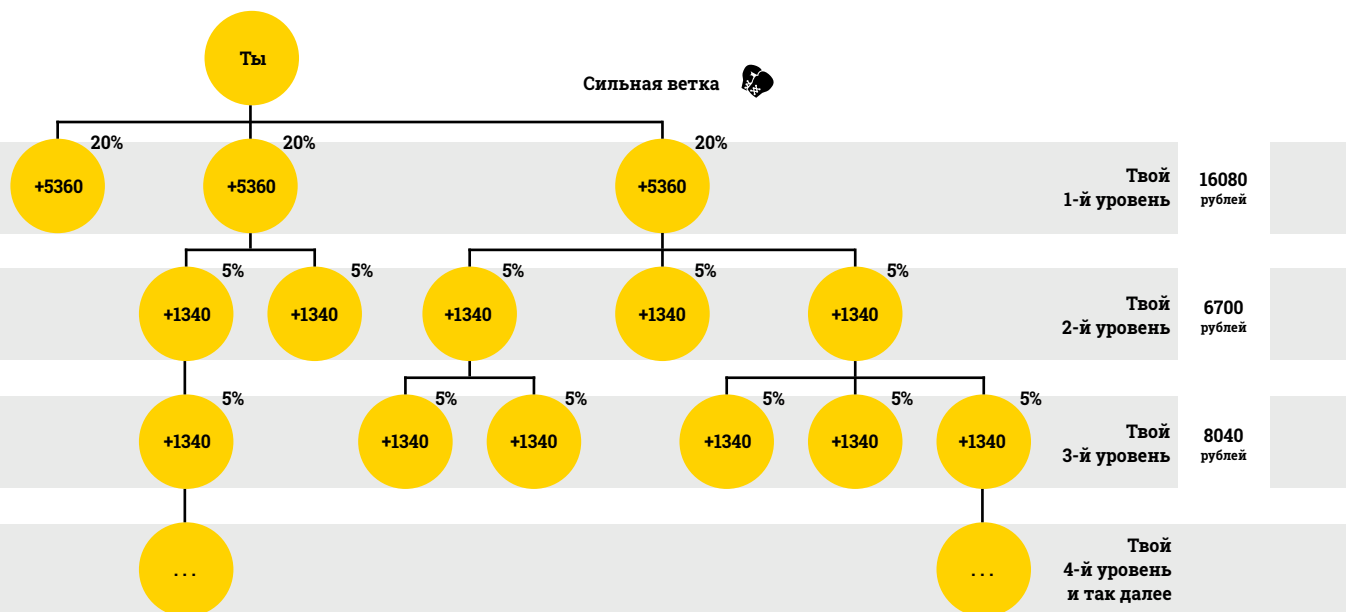 Ты
Сильная ветка
20% 20% 20%
+5360 +5360 +5360
Твой
1-й уровень
16080
рублей
5% 5% 5% 5% 5%
+1340 +1340 +1340 +1340 +1340
Твой
2-й уровень
6700
рублей
5% 5% 5% 5% 5% 5%
+1340 +1340 +1340 +1340 +1340 +1340
Твой
3-й уровень
8040
рублей
... ...
Твой
4-й уровень
и так далее